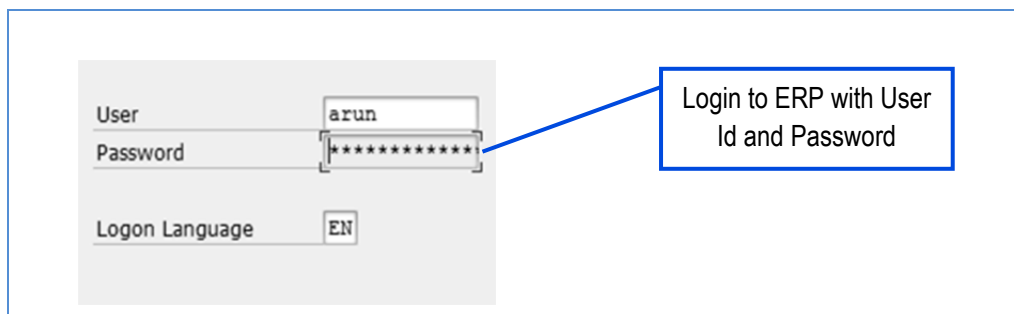 User arun
Password *************
Logon Language EN
Login to ERP with User
Id and Password